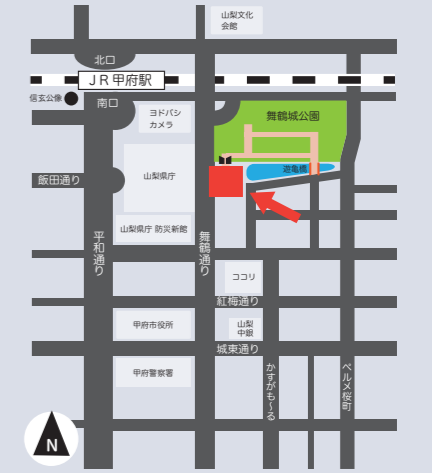 山梨文化
会館
北口
JR甲府駅
信玄公像
南口
ヨドバシ
カメラ
舞鶴城公園
遊亀橋
山梨県庁
飯田通り
山梨県庁 防災新館
平和通り
舞鶴通り
ココリ
紅梅通り
甲府市役所
山梨
中銀
城東通り
甲府警察署
かすがも〜る
ベルメ桜町
N